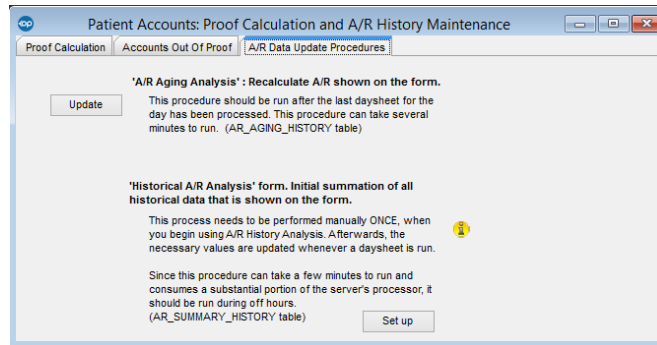 op
Patient Accounts: Proof Calculation and A/R History Maintenance
Proof Calculation
Accounts Out Of Proof
A/R Data Update Procedures
'A/R Aging Analysis' : Recalculate A/R shown on the form.
Update
This procedure should be run after the last daysheet for the
day has been processed. This procedure can take several
minutes to run. (AR_AGING_HISTORY table)
'Historical A/R Analysis' form. Initial summation of all
historical data that is shown on the form.
This process needs to be performed manually ONCE, when
you begin using A/R History Analysis. Afterwards, the
necessary values are updated whenever a daysheet is run.
Since this procedure can take a few minutes to run and
consumes a substantial portion of the server's processor, it
should be run during off hours.
(AR_SUMMARY_HISTORY table)
Set up